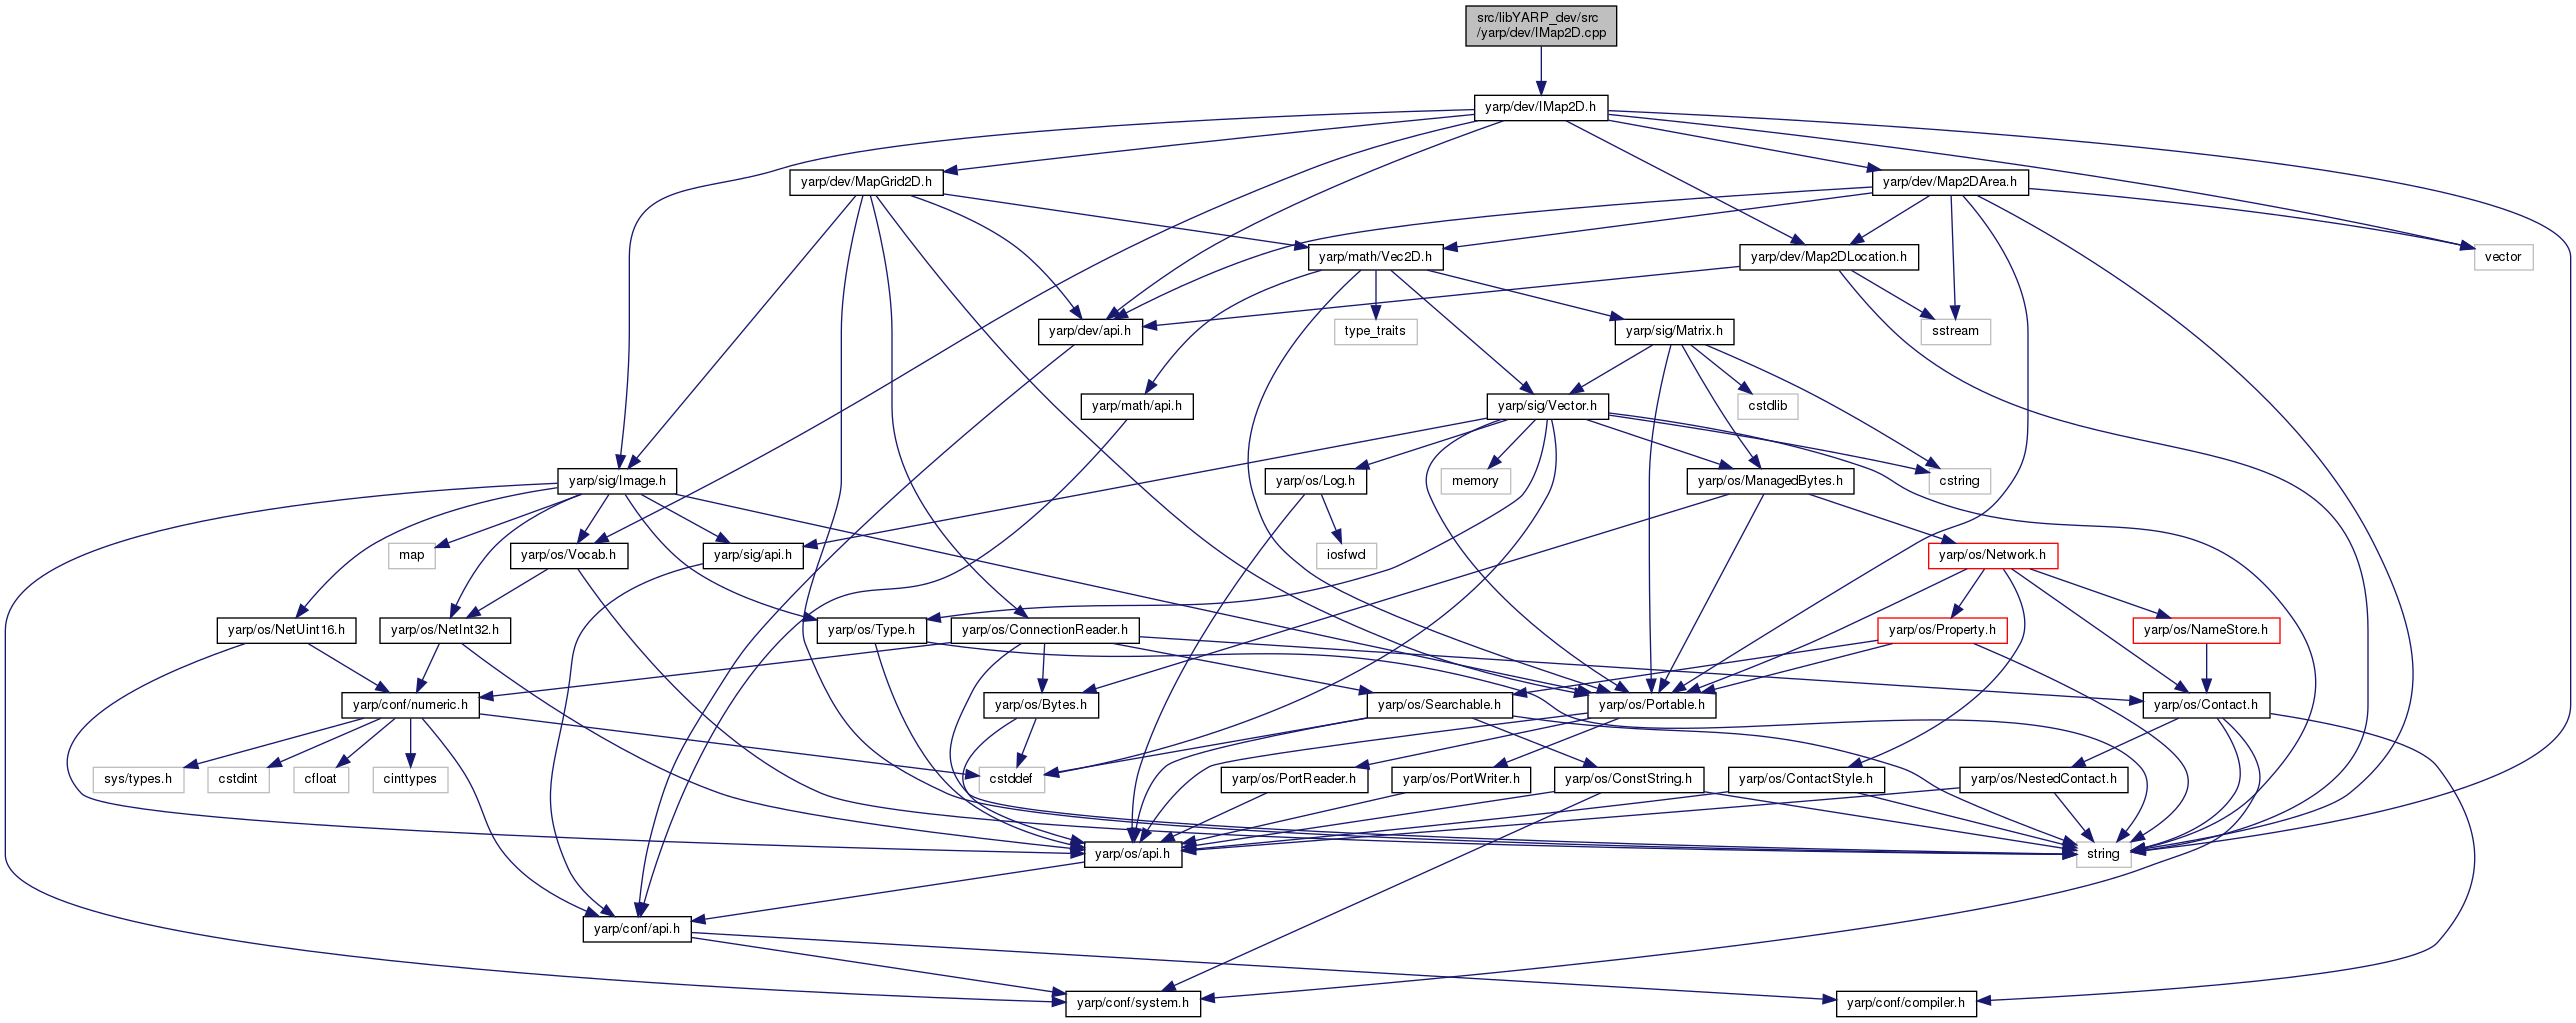 src/libYARP_dev/src
/yarp/dev/IMap2D.cpp
yarp/dev/IMap2D.h
yarp/dev/MapGrid2D.h
yarp/dev/Map2DArea.h
yarp/math/Vec2D.h
yarp/dev/Map2DLocation.h
vector
yarp/dev/api.h
type_traits
yarp/sig/Matrix.h
sstream
yarp/math/api.h
yarp/sig/Vector.h
cstdlib
yarp/sig/Image.h
yarp/os/Log.h
memory
yarp/os/ManagedBytes.h
cstring
map
yarp/os/Vocab.h
yarp/sig/api.h
iosfwd
yarp/os/Network.h
yarp/os/NetUint16.h
yarp/os/NetInt32.h
yarp/os/Type.h
yarp/os/ConnectionReader.h
yarp/os/Property.h
yarp/os/NameStore.h
yarp/conf/numeric.h
yarp/os/Bytes.h
yarp/os/Searchable.h
yarp/os/Portable.h
yarp/os/Contact.h
sys/types.h
cstdint
cfloat
cinttypes
cstddef
yarp/os/PortReader.h
yarp/os/PortWriter.h
yarp/os/ConstString.h
yarp/os/ContactStyle.h
yarp/os/NestedContact.h
yarp/os/api.h
string
yarp/conf/api.h
yarp/conf/system.h
yarp/conf/compiler.h